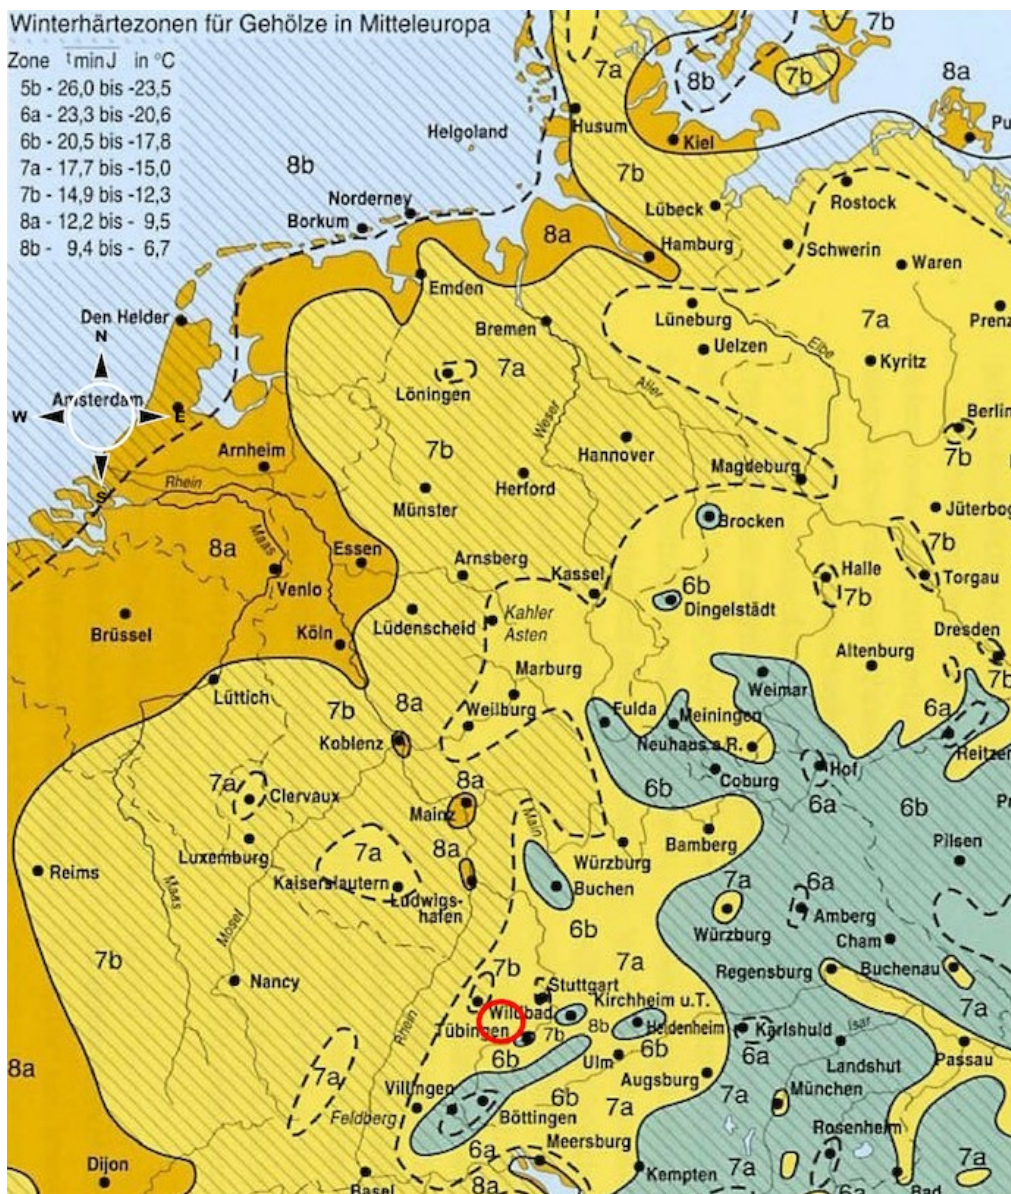 Winterhärtezonen für Gehölze in Mitteleuropa
Zone t min J in °C
5b - 26,0 bis -23,5
6a - 23,3 bis -20,6
6b - 20,5 bis -17,8
7a - 17,7 bis -15,0
7b - 14,9 bis -12,3
8a - 12,2 bis - 9,5
8b - 9,4 bis - 6,7
7b
7a
8b
7b
8a
Husum
Kiel
Helgoland
8b
7b
Norderney
Borkum
Lübeck
Rostock
8a
Hamburg
Schwerin
Waren
Emden
Den Helder
N
Bremen
Lüneburg
Prenz
7a
Uelzen
Elbe
Kyritz
7a
Löningen
Aller
Amsterdam
W
E
S
Weser
Berlin
7b
Arnheim
7b
Hannover
Magdeburg
Rhein
Herford
Münster
Jüterbog
Brocken
8a
Maas
Essen
7b
Arnsberg
Kassel
Halle
Torgau
Venlo
6b
Dingelstädt
7b
Brüssel
Lüdenscheid
Kahler
Asten
Köln
Dresden
Altenburg
7b
Marburg
Weimar
Lüttich
7b
8a
Weilburg
Fulda
Meiningen
6a
Koblenz
Neuhaus a.R.
Reitzen
Hof
Coburg
7a
Clervaux
8a
6b
6a
6b
Mainz
Main
Pilsen
Luxemburg
7a
8a
Würzburg
Bamberg
Reims
Kaiserslautern
Ludwigs-
hafen
Buchen
7a
6a
Maas
Mosel
6b
Würzburg
Amberg
Cham
7b
7b
7a
Regensburg
Buchenau
Nancy
Stuttgart
Wildbad
Kirchheim u.T.
7a
Rhein
Tübingen
7b
8b
Heidenheim
Karlshuld
Isar
8a
6b
Ulm
6b
6a
Landshut
Passau
7a
Villingen
Augsburg
München
6b
7a
7a
Feldberg
Böttingen
Rosenheim
6a
Meersburg
Dijon
Kempten
7a
7a
Basel
8a
6a
Bad